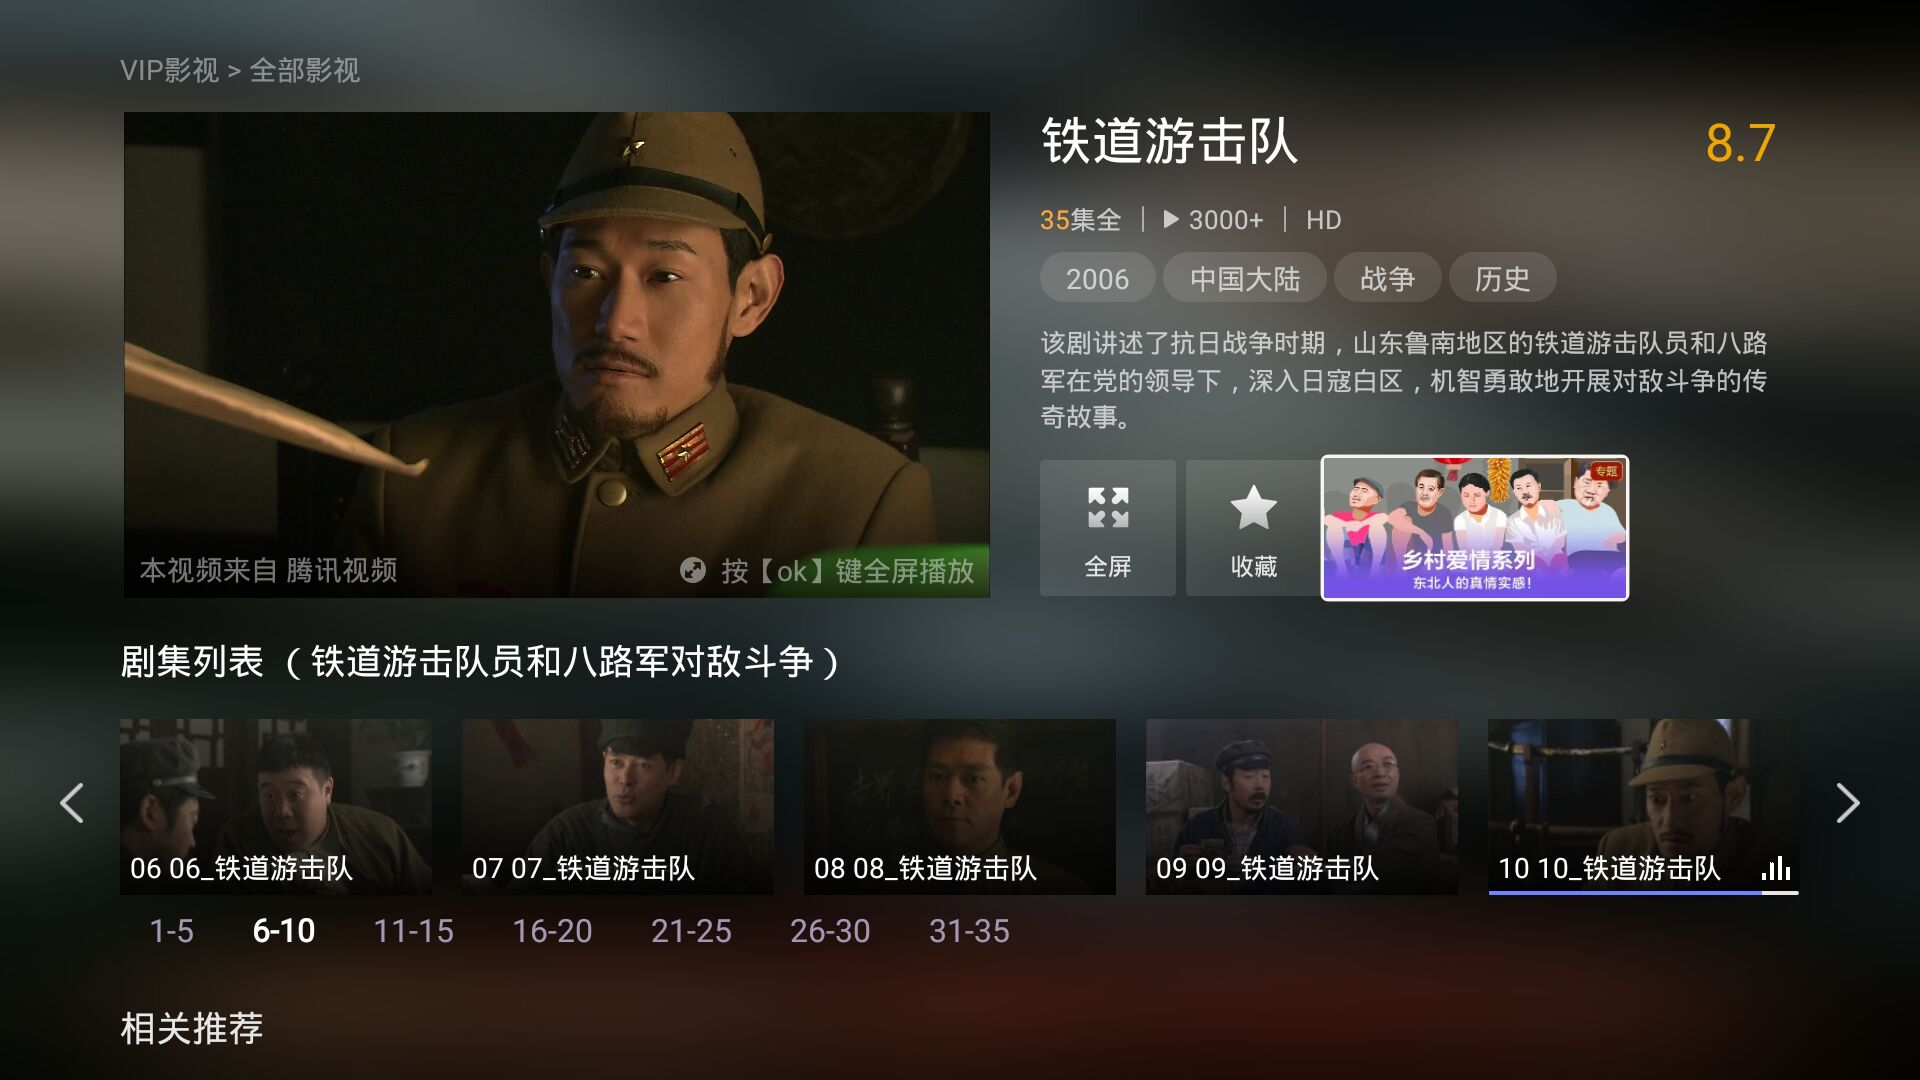 VIP影视 > 全部影视
铁道游击队
8.7
35集全 | 3000+ | HD
2006 中国大陆 战争 历史
该剧讲述了抗日战争时期，山东鲁南地区的铁道游击队员和八路
军在党的领导下，深入日寇白区，机智勇敢地开展对敌斗争的传
奇故事。
本视频来自 腾讯视频
按【ok】键全屏播放
全屏
收藏
专题
乡村爱情系列
东北人的真情实感!
剧集列表（铁道游击队员和八路军对敌斗争）
06 06_铁道游击队
07 07_铁道游击队
08 08_铁道游击队
09 09_铁道游击队
10 10_铁道游击队
1-5 6-10 11-15 16-20 21-25 26-30 31-35
相关推荐